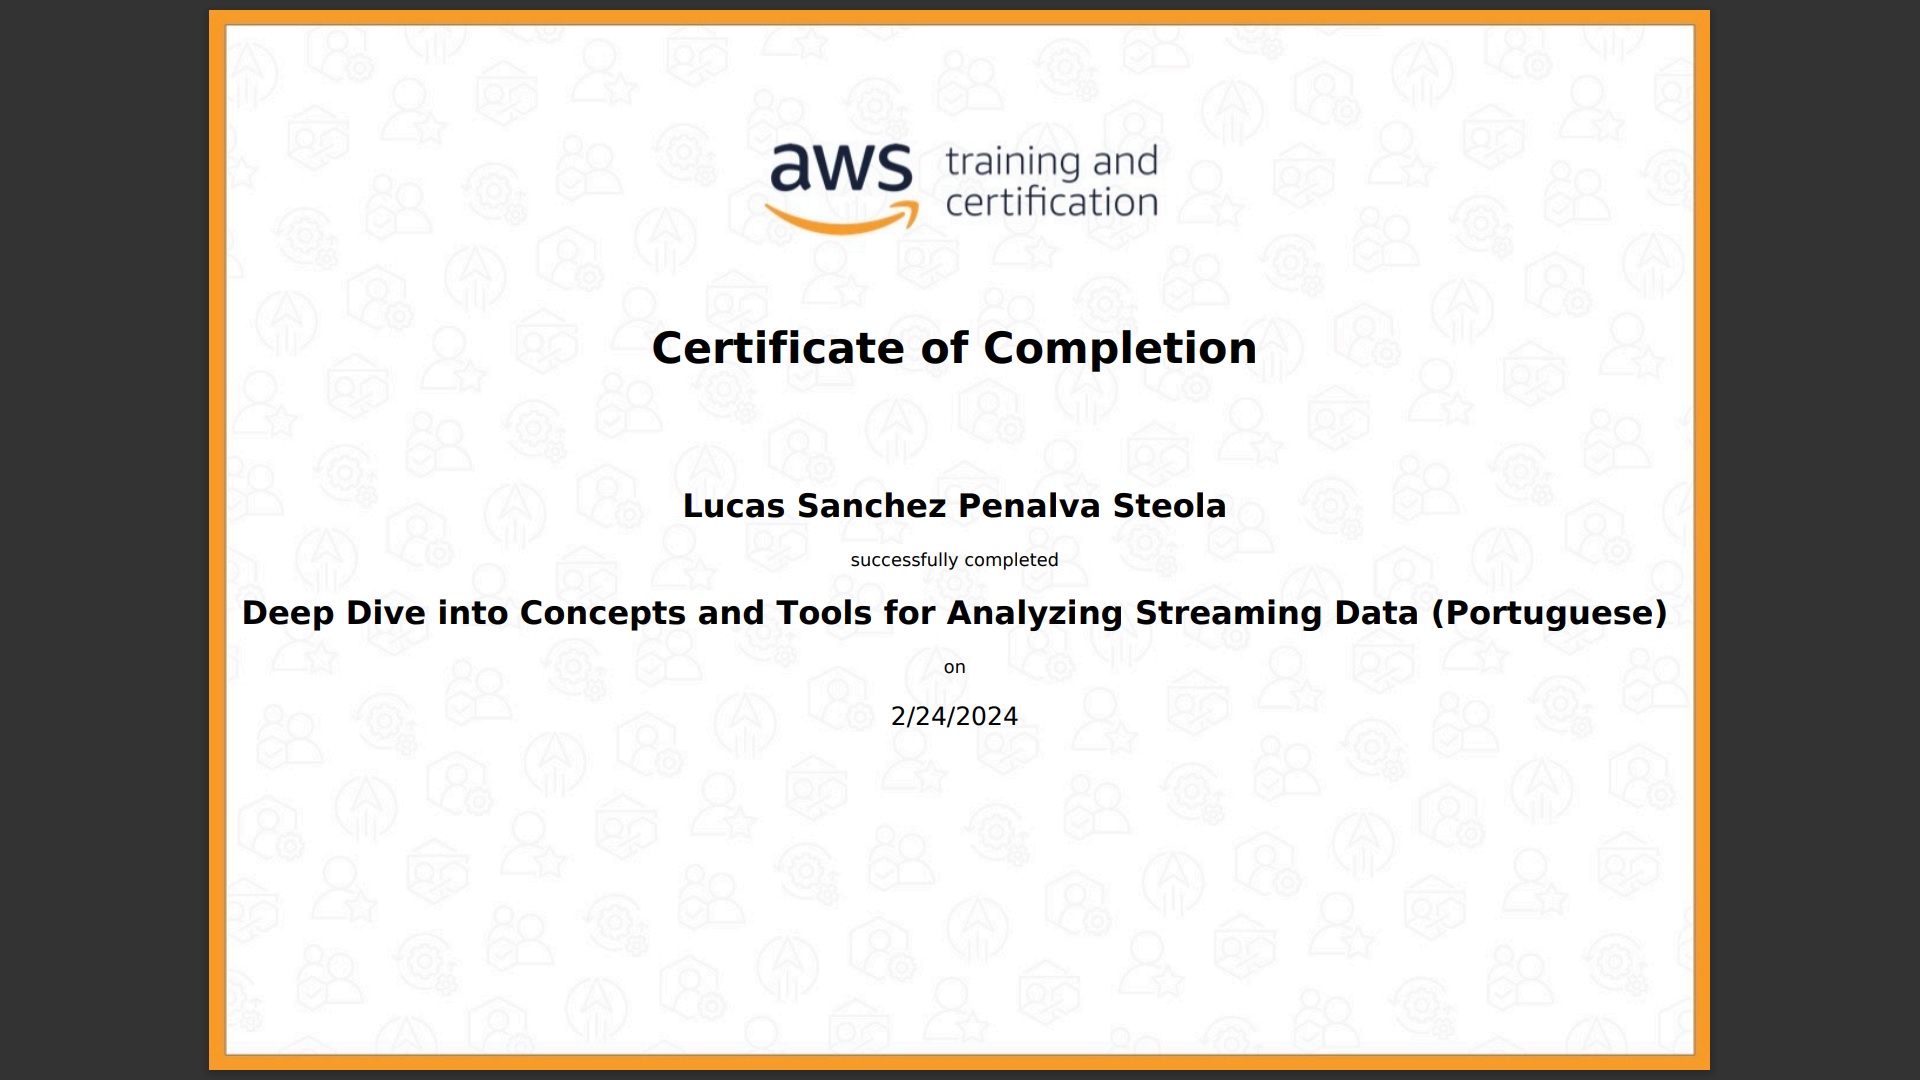 aws training and
certification
Certificate of Completion
Lucas Sanchez Penalva Steola
successfully completed
Deep Dive into Concepts and Tools for Analyzing Streaming Data (Portuguese)
on
2/24/2024